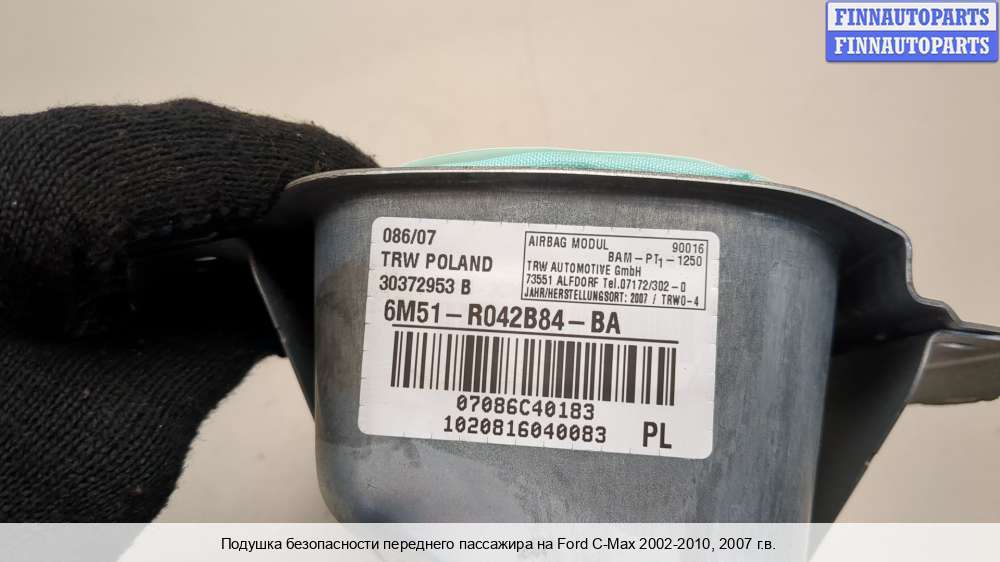 FINNAUTOPARTS
FINNAUTOPARTS
086/07
TRW POLAND
30372953 B
AIRBAG MODUL 90016
BAM-PT1-1250
TRW AUTOMOTIVE GmbH
73551 ALFDORF Tel.07172/302-0
JAHR/HERSTELLUNGSORT: 2007 / TRWO-4
6M51-R042B84-BA
07086C40183
1020816040083 PL
Подушка безопасности переднего пассажира на Ford C-Max 2002-2010, 2007 г.в.